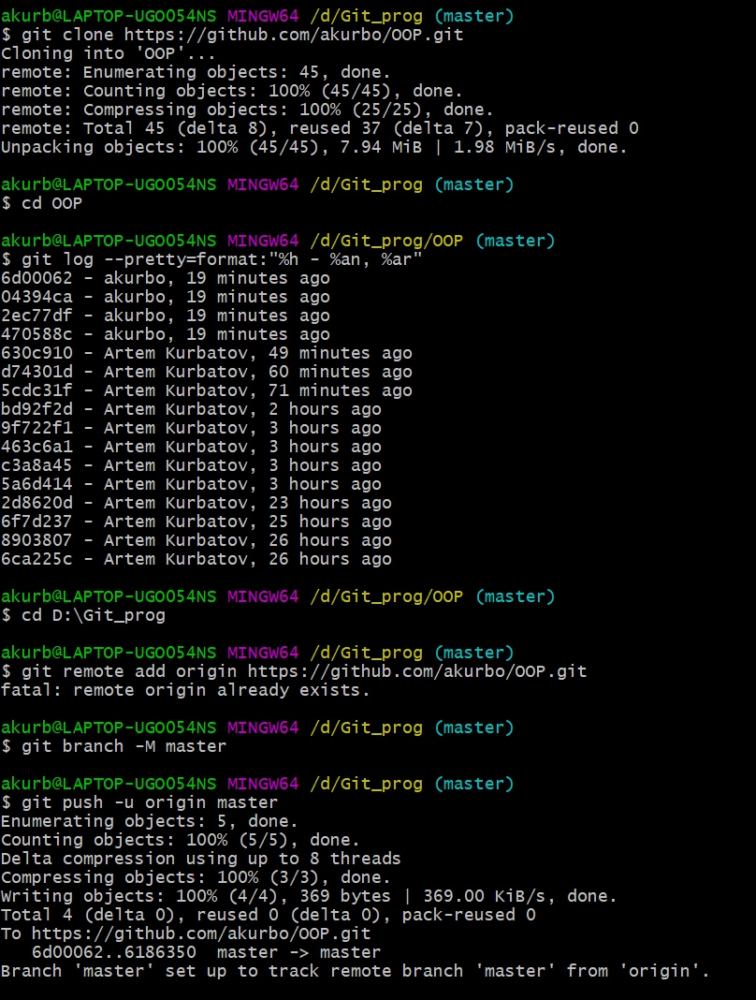 akurb@LAPTOP-UGO054NS MINGW64 /d/Git_prog (master)
$ git clone https://github.com/akurbo/OOP.git
Cloning into 'OOP'...
remote: Enumerating objects: 45, done.
remote: Counting objects: 100% (45/45), done.
remote: Compressing objects: 100% (25/25), done.
remote: Total 45 (delta 8), reused 37 (delta 7), pack-reused 0
Unpacking objects: 100% (45/45), 7.94 MiB | 1.98 MiB/s, done.
akurb@LAPTOP-UGO054NS MINGW64 /d/Git_prog (master)
$ cd OOP
akurb@LAPTOP-UGO054NS MINGW64 /d/Git_prog/OOP (master)
$ git log --pretty=format:"%h - %an, %ar"
6d00062 - akurbo, 19 minutes ago
04394ca - akurbo, 19 minutes ago
2ec77df - akurbo, 19 minutes ago
470588c - akurbo, 19 minutes ago
630c910 - Artem Kurbatov, 49 minutes ago
d74301d - Artem Kurbatov, 60 minutes ago
5cdc31f - Artem Kurbatov, 71 minutes ago
bd92f2d - Artem Kurbatov, 2 hours ago
9f722f1 - Artem Kurbatov, 3 hours ago
463c6a1 - Artem Kurbatov, 3 hours ago
c3a8a45 - Artem Kurbatov, 3 hours ago
5a6d414 - Artem Kurbatov, 3 hours ago
2d8620d - Artem Kurbatov, 23 hours ago
6f7d237 - Artem Kurbatov, 25 hours ago
8903807 - Artem Kurbatov, 26 hours ago
6ca225c - Artem Kurbatov, 26 hours ago
akurb@LAPTOP-UGO054NS MINGW64 /d/Git_prog/OOP (master)
$ cd D:\Git_prog
akurb@LAPTOP-UGO054NS MINGW64 /d/Git_prog (master)
$ git remote add origin https://github.com/akurbo/OOP.git
fatal: remote origin already exists.
akurb@LAPTOP-UGO054NS MINGW64 /d/Git_prog (master)
$ git branch -M master
akurb@LAPTOP-UGO054NS MINGW64 /d/Git_prog (master)
$ git push -u origin master
Enumerating objects: 5, done.
Counting objects: 100% (5/5), done.
Delta compression using up to 8 threads
Compressing objects: 100% (3/3), done.
Writing objects: 100% (4/4), 369 bytes | 369.00 KiB/s, done.
Total 4 (delta 0), reused 0 (delta 0), pack-reused 0
To https://github.com/akurbo/OOP.git
   6d00062..6186350  master -> master
Branch 'master' set up to track remote branch 'master' from 'origin'.